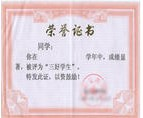 荣誉证书
同学：
你在 学年中，成绩显
著，被评为“三好学生”。
特发此证，以资鼓励！